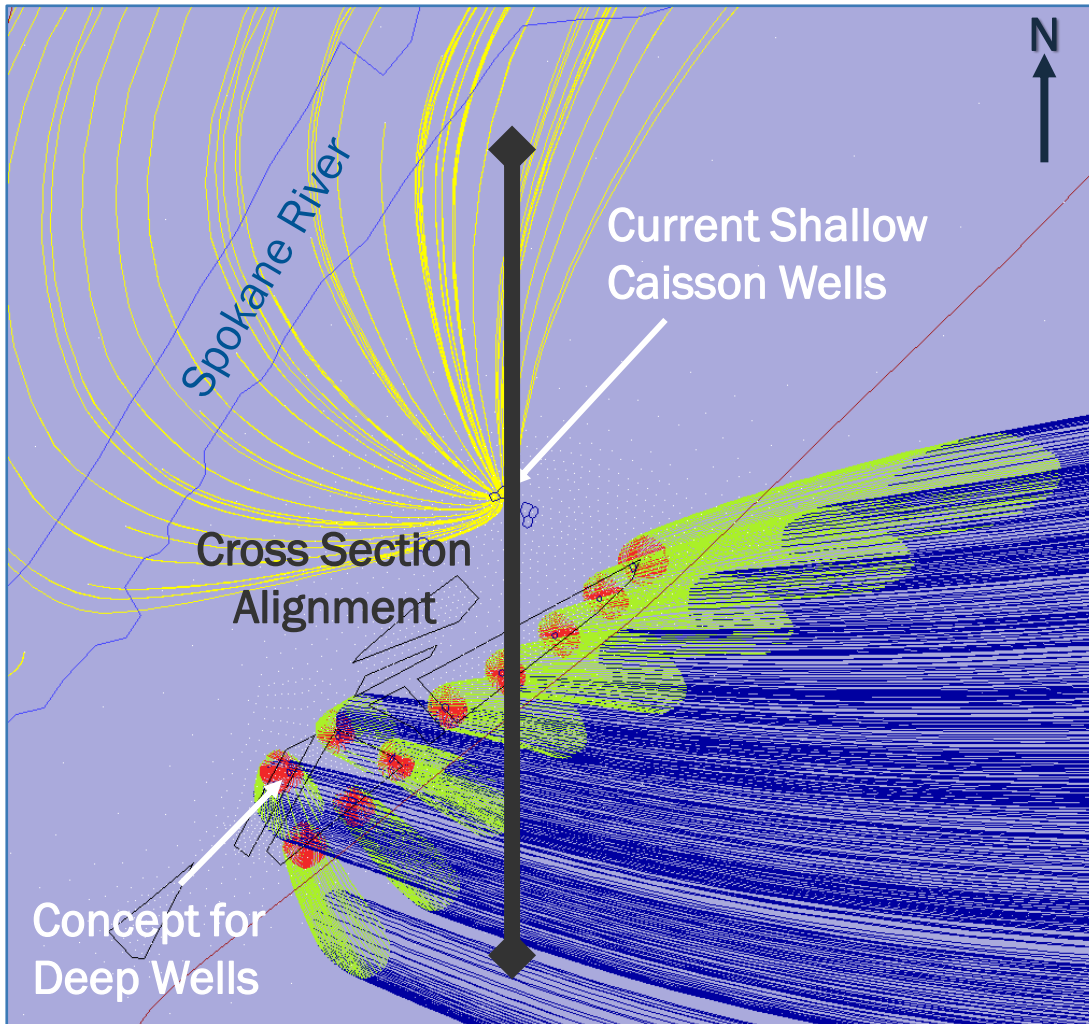 N
Spokane River
Current Shallow
Caisson Wells
Cross Section
Alignment
Concept for
Deep Wells